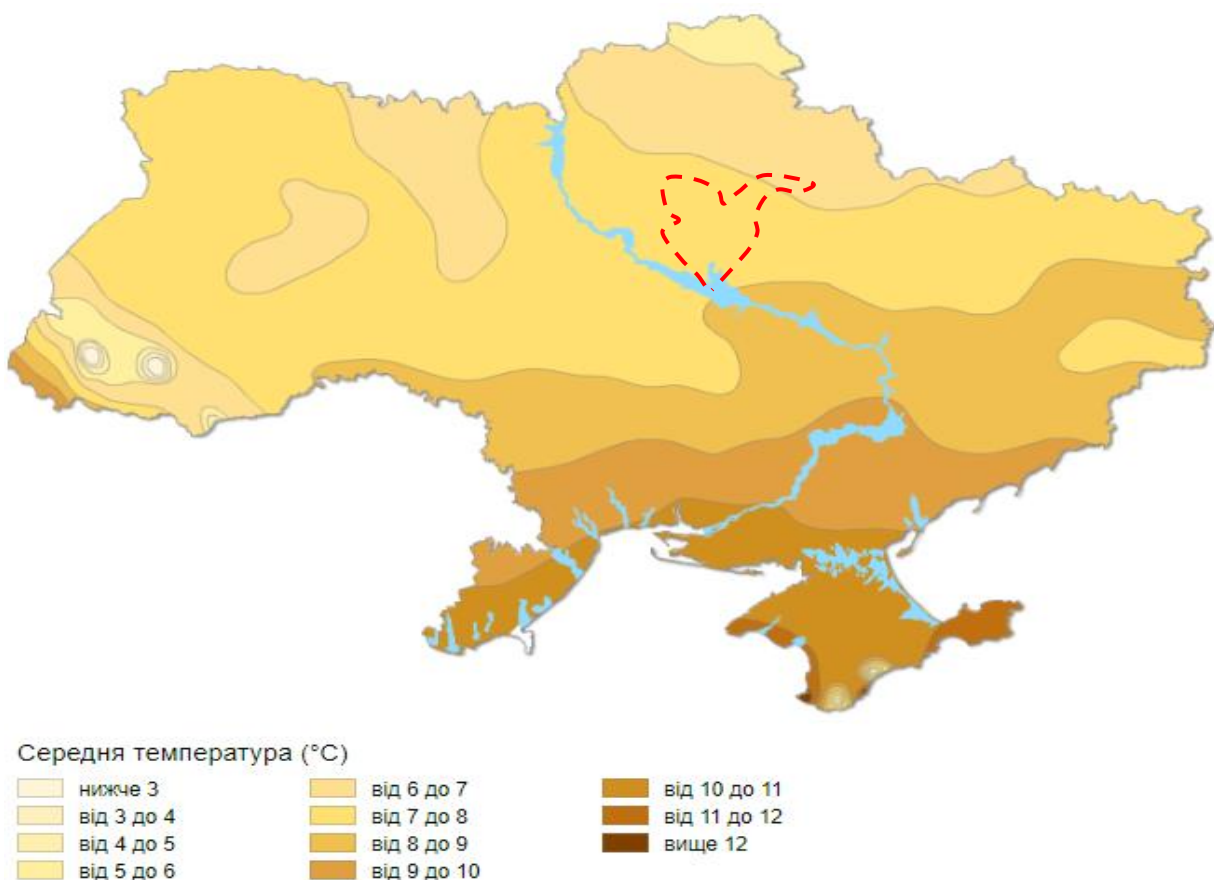 Середня температура (°C)
нижче 3
від 3 до 4
від 4 до 5
від 5 до 6
від 6 до 7
від 7 до 8
від 8 до 9
від 9 до 10
від 10 до 11
від 11 до 12
вище 12